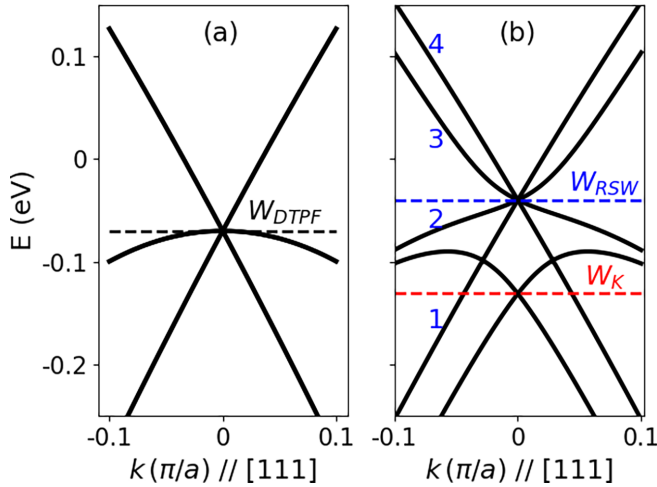 (a)
E (eV)
0.1
0
-0.1
-0.2
W_DTPF
-0.1
0
0.1
k (π/a) // [111]
(b)
4
3
2
1
W_RSW
W_K
-0.1
0
0.1
k (π/a) // [111]